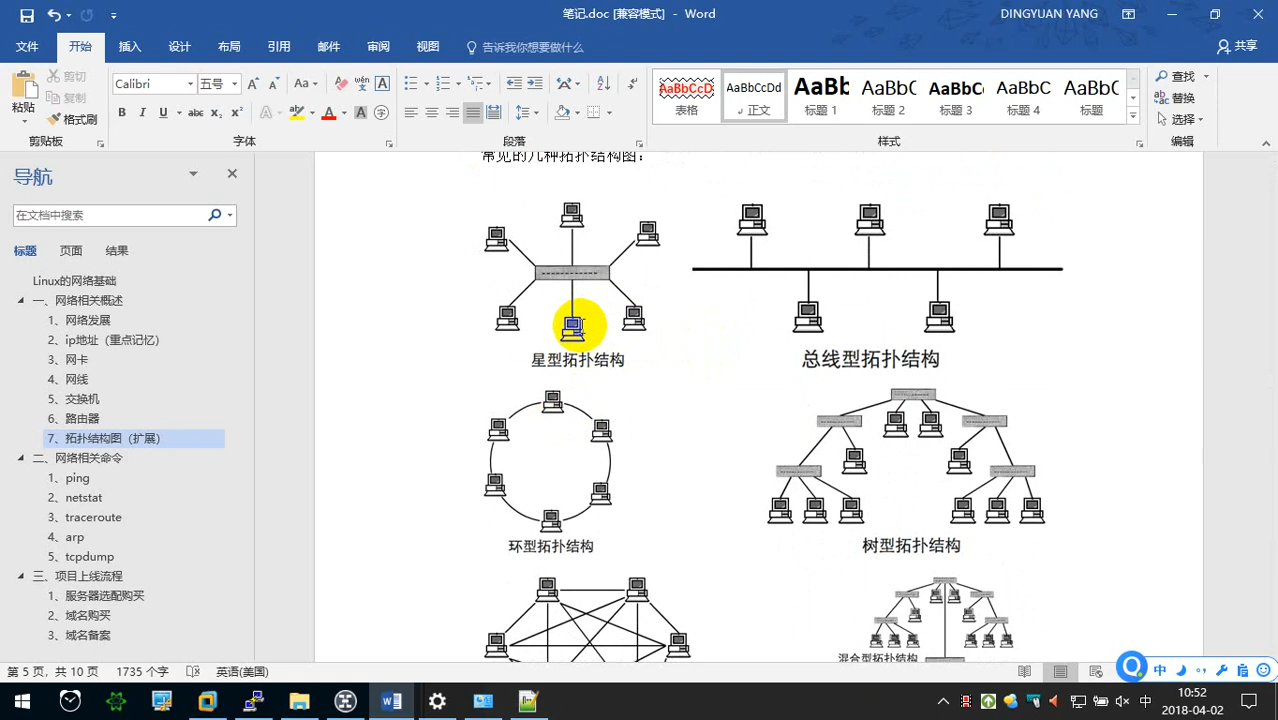 笔记.doc [兼容模式] - Word
DINGYUAN YANG
文件 开始 插入 设计 布局 引用 邮件 审阅 视图 告诉我你想要做什么 共享
粘贴
剪切
复制
格式刷
剪贴板
Calibri 五号
字体
段落
AaBbCcD AaBbCcDd AaBb AaBbC AaBbC AaBbC AaBbC
表格 正文 标题 1 标题 2 标题 3 标题 4 标题
样式
查找
替换
选择
编辑
导航
在文档中搜索
标题 页面 结果
Linux的网络基础
一、网络相关概述
1、网络发展
2、ip地址（重点记忆）
3、网卡
4、网线
5、交换机
6、路由器
7、拓扑结构图（扩展）
二、网络相关命令
1、ping
2、netstat
3、traceroute
4、arp
5、tcpdump
三、项目上线流程
1、服务器选配购买
2、域名购买
3、域名备案
常见的几种拓扑结构图：
星型拓扑结构
总线型拓扑结构
环型拓扑结构
树型拓扑结构
混合型拓扑结构
第 5 页，共 10 页 1735 个字 英语(美国)
中
中
10:52
2018-04-02